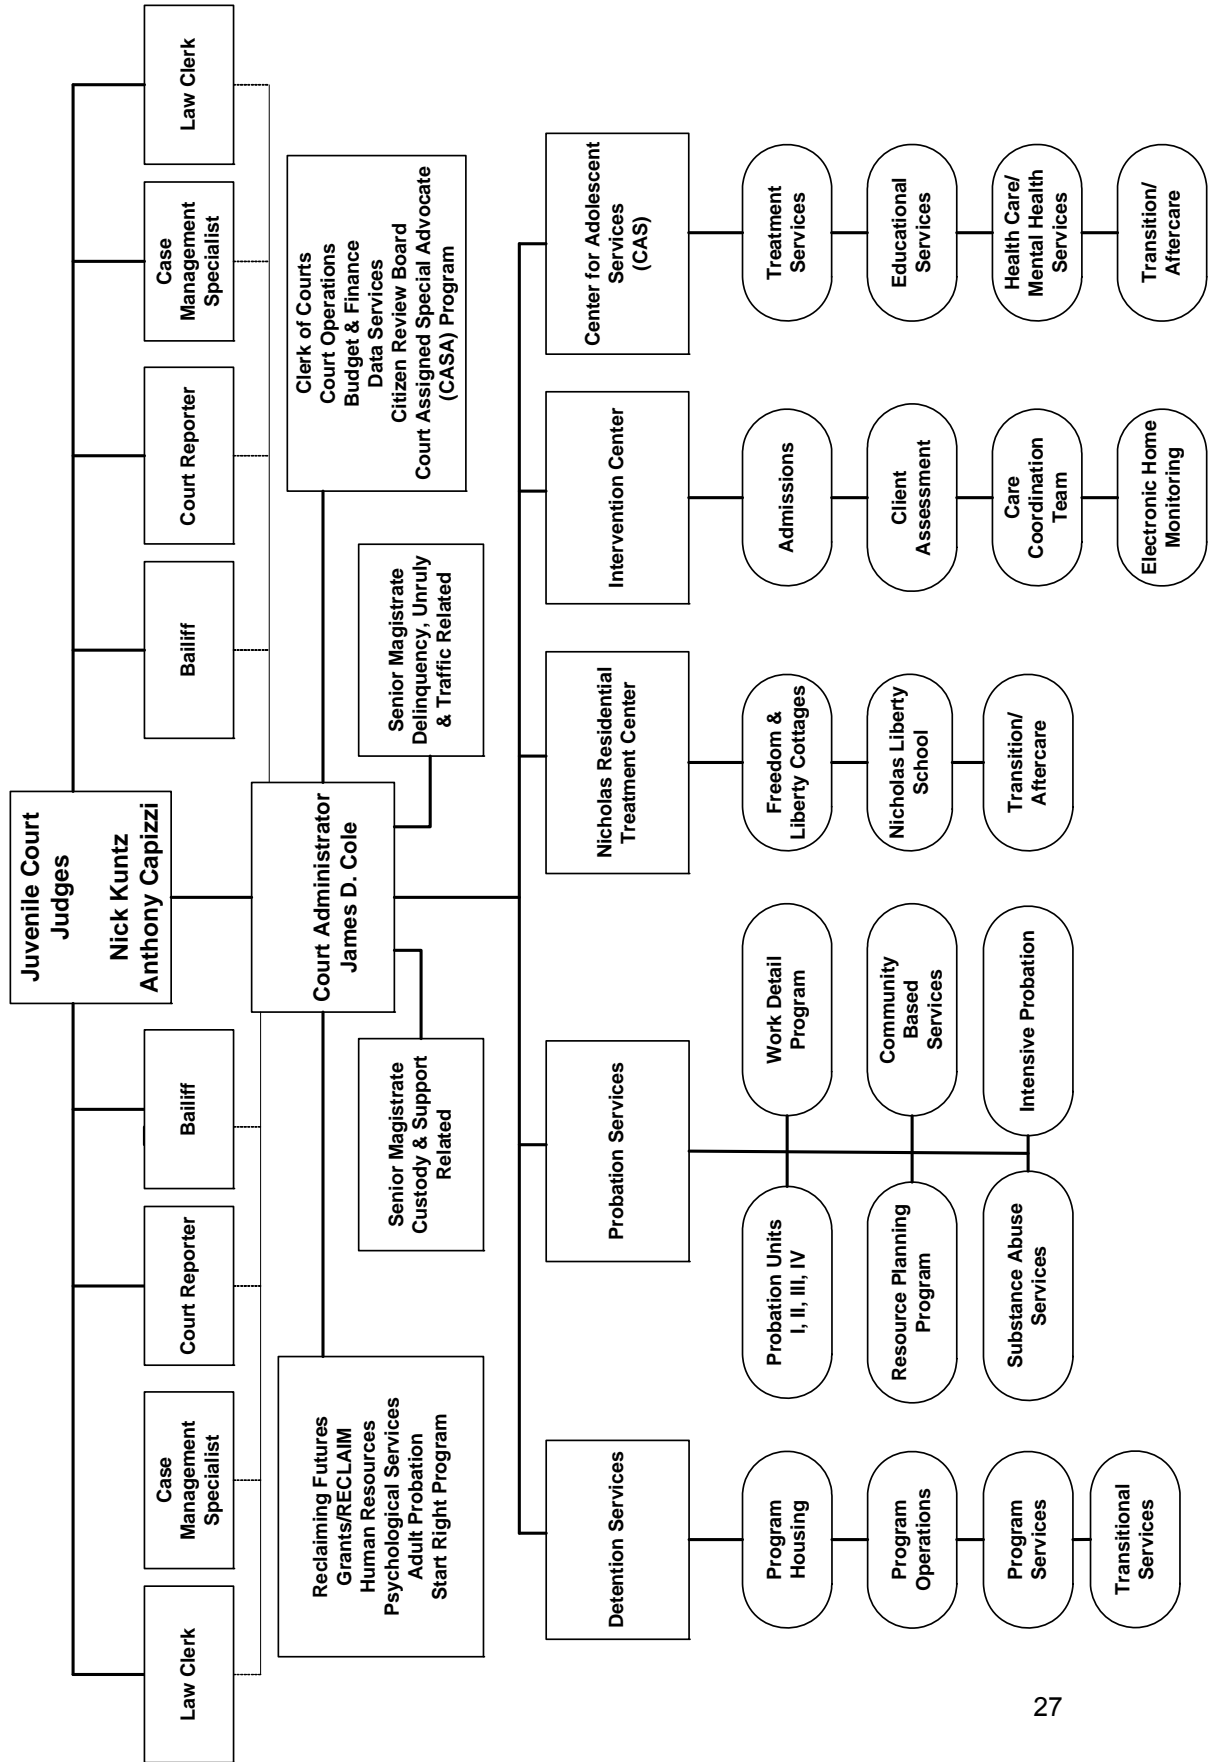 Juvenile Court
Judges
Nick Kuntz
Anthony Capizzi
Law Clerk
Case
Management
Specialist
Court Reporter
Bailiff
Bailiff
Court Reporter
Case
Management
Specialist
Law Clerk
Court Administrator
James D. Cole
Reclaiming Futures
Grants/RECLAIM
Human Resources
Psychological Services
Adult Probation
Start Right Program
Clerk of Courts
Court Operations
Budget & Finance
Data Services
Citizen Review Board
Court Assigned Special Advocate
(CASA) Program
Senior Magistrate
Custody & Support
Related
Senior Magistrate
Delinquency, Unruly
& Traffic Related
Detention Services
Program
Housing
Program
Operations
Program
Services
Transitional
Services
Probation Services
Probation Units
I, II, III, IV
Work Detail
Program
Resource Planning
Program
Community
Based
Services
Substance Abuse
Services
Intensive Probation
Nicholas Residential
Treatment Center
Freedom &
Liberty Cottages
Nicholas Liberty
School
Transition/
Aftercare
Intervention Center
Admissions
Client
Assessment
Care
Coordination
Team
Electronic Home
Monitoring
Center for Adolescent
Services
(CAS)
Treatment
Services
Educational
Services
Health Care/
Mental Health
Services
Transition/
Aftercare
27